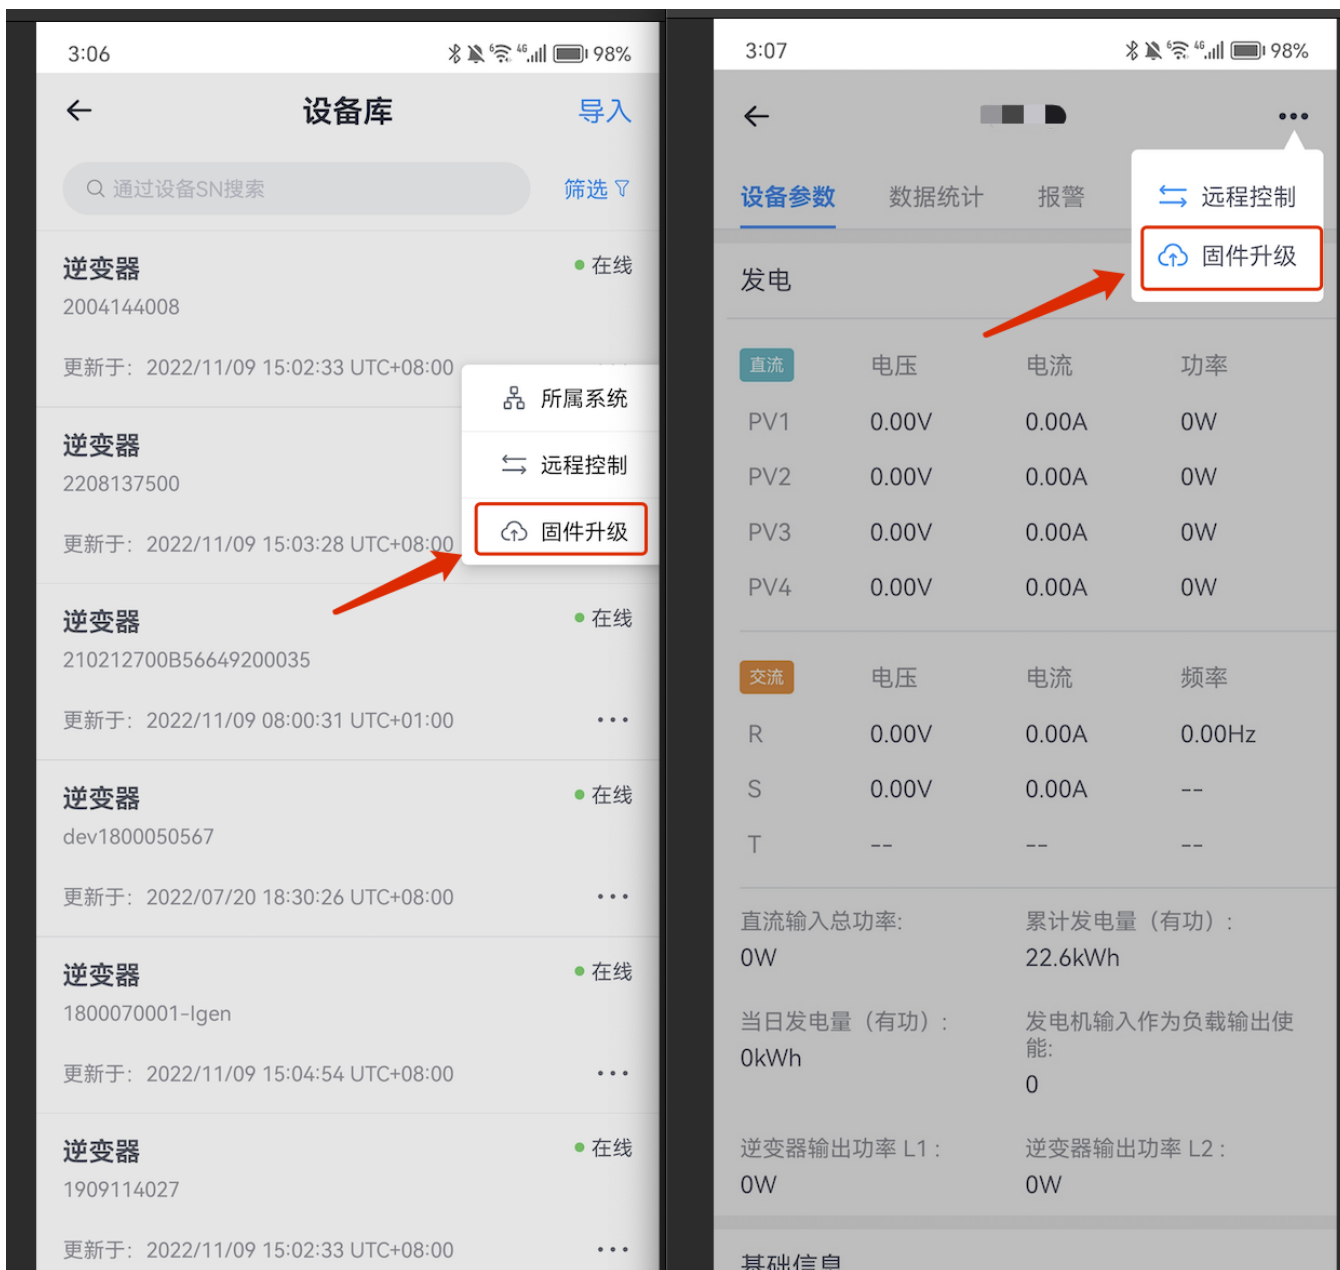 3:06
6 4G 98%
设备库
导入
通过设备SN搜索
筛选
逆变器
在线
2004144008
更新于: 2022/11/09 15:02:33 UTC+08:00
所属系统
远程控制
固件升级
逆变器
2208137500
更新于: 2022/11/09 15:03:28 UTC+08:00
逆变器
在线
210212700B56649200035
更新于: 2022/11/09 08:00:31 UTC+01:00
逆变器
在线
dev1800050567
更新于: 2022/07/20 18:30:26 UTC+08:00
逆变器
在线
1800070001-Igen
更新于: 2022/11/09 15:04:54 UTC+08:00
逆变器
在线
1909114027
更新于: 2022/11/09 15:02:33 UTC+08:00
3:07
6 4G 98%
远程控制
固件升级
设备参数 数据统计 报警
发电
直流 电压 电流 功率
PV1 0.00V 0.00A 0W
PV2 0.00V 0.00A 0W
PV3 0.00V 0.00A 0W
PV4 0.00V 0.00A 0W
交流 电压 电流 频率
R 0.00V 0.00A 0.00Hz
S 0.00V 0.00A --
T -- -- --
直流输入总功率:
0W
累计发电量（有功）:
22.6kWh
当日发电量（有功）:
0kWh
发电机输入作为负载输出使
能:
0
逆变器输出功率 L1 :
0W
逆变器输出功率 L2 :
0W
基础信息